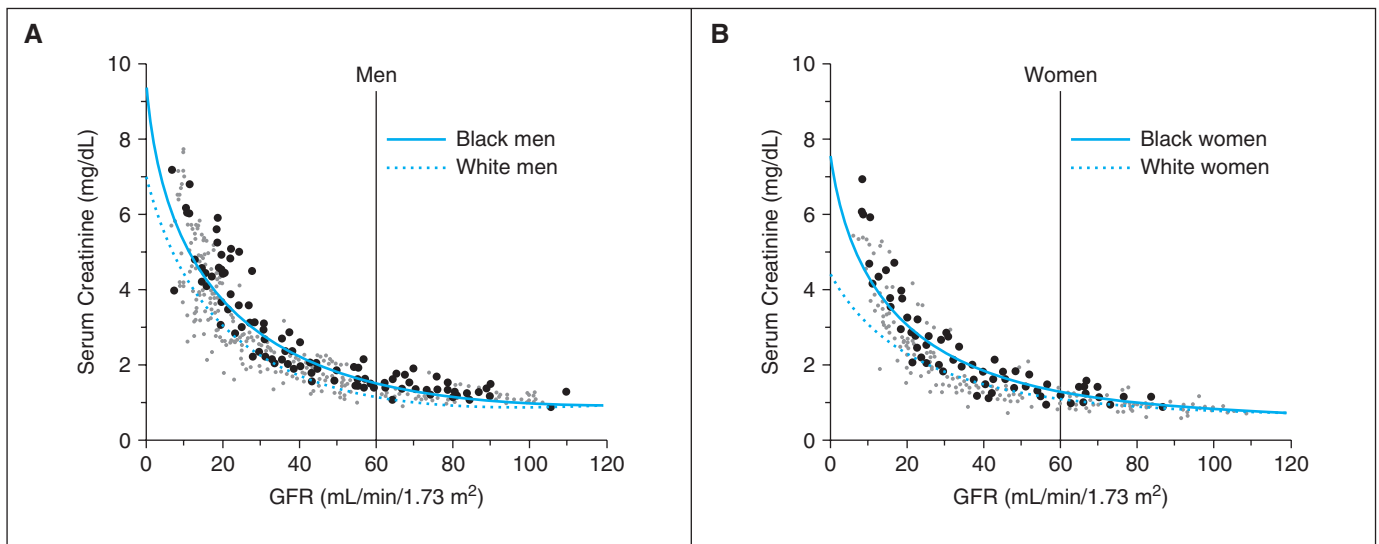 A
Men
Black men
White men
Serum Creatinine (mg/dL)
10
8
6
4
2
0
0 20 40 60 80 100 120
GFR (mL/min/1.73 m²)
B
Women
Black women
White women
Serum Creatinine (mg/dL)
10
8
6
4
2
0
0 20 40 60 80 100 120
GFR (mL/min/1.73 m²)